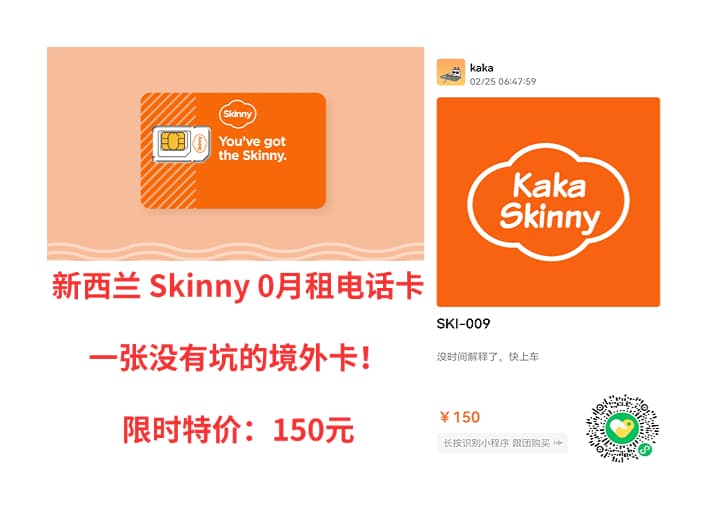 Skinny
You've got
the Skinny.
Skinny
新西兰 Skinny 0月租电话卡
一张没有坑的境外卡！
限时特价：150元
kaka
02/25 06:47:59
Kaka
Skinny
SKI-009
没时间解释了，快上车
￥150
长按识别小程序 跟团购买